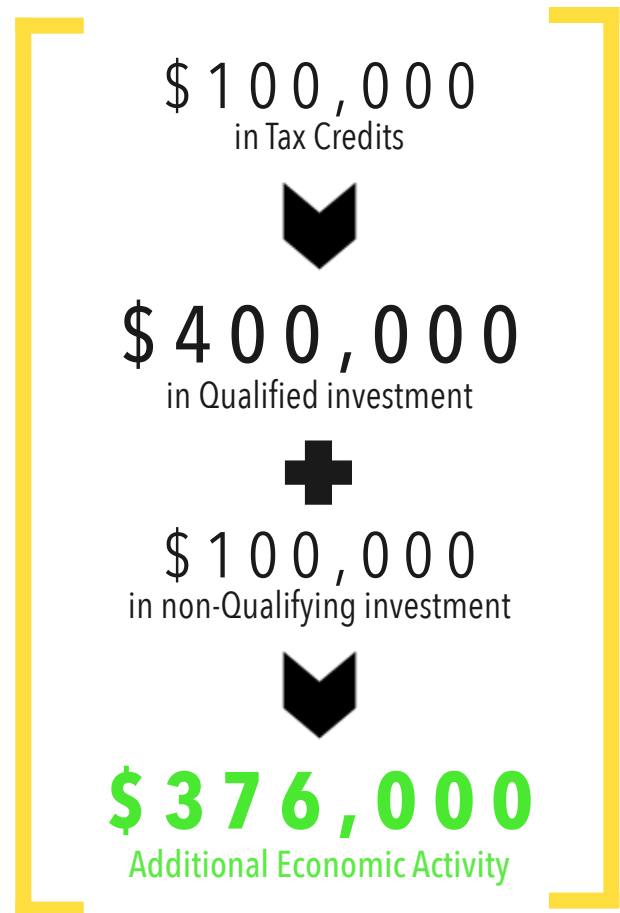 $100,000
in Tax Credits
$400,000
in Qualified investment
$100,000
in non-Qualifying investment
$376,000
Additional Economic Activity